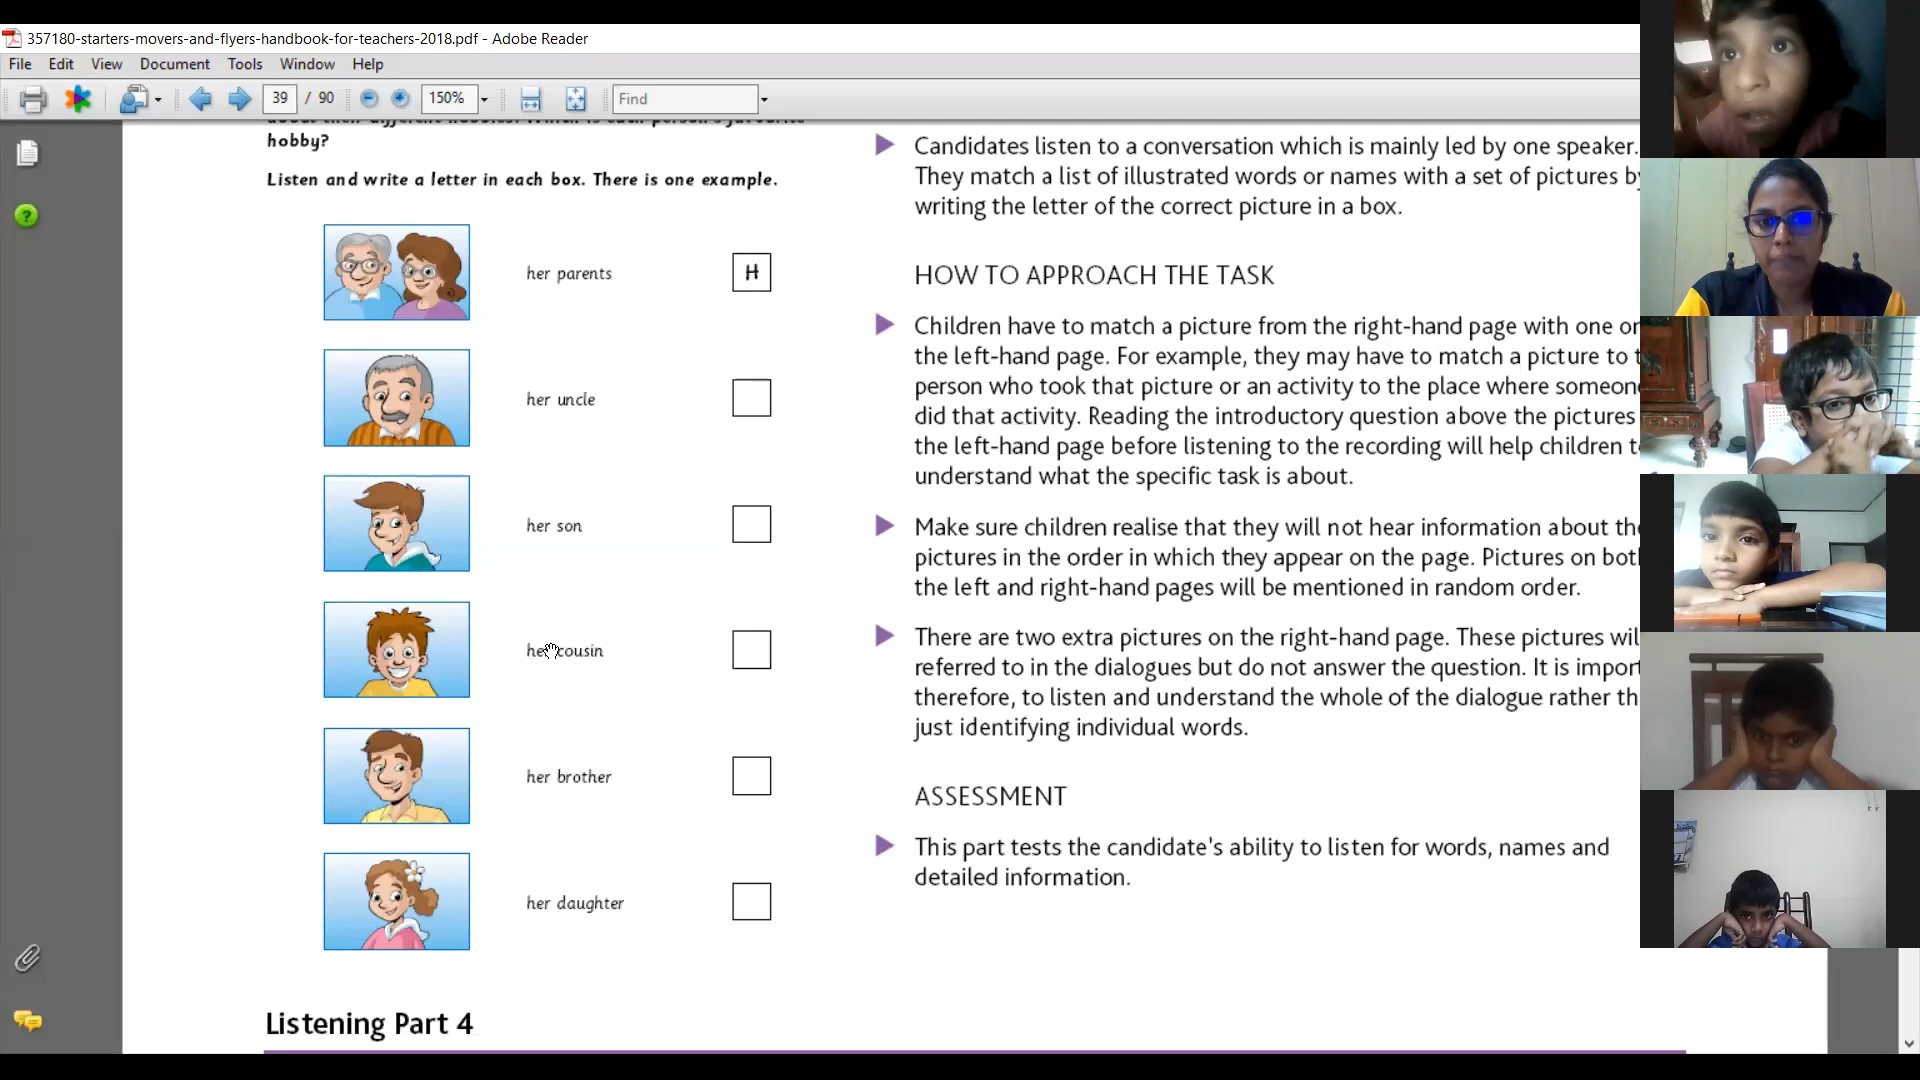 357180-starters-movers-and-flyers-handbook-for-teachers-2018.pdf - Adobe Reader
File Edit View Document Tools Window Help
39 / 90 150% Find
about their different hobbies. Which is each person's favourite
hobby?
Listen and write a letter in each box. There is one example.
her parents H
her uncle
her son
her cousin
her brother
her daughter
Listening Part 4
Candidates listen to a conversation which is mainly led by one speaker.
They match a list of illustrated words or names with a set of pictures by
writing the letter of the correct picture in a box.
HOW TO APPROACH THE TASK
Children have to match a picture from the right-hand page with one on
the left-hand page. For example, they may have to match a picture to
person who took that picture or an activity to the place where someone
did that activity. Reading the introductory question above the pictures
the left-hand page before listening to the recording will help children
understand what the specific task is about.
Make sure children realise that they will not hear information about
pictures in the order in which they appear on the page. Pictures on both
the left and right-hand pages will be mentioned in random order.
There are two extra pictures on the right-hand page. These pictures
referred to in the dialogues but do not answer the question. It is
therefore, to listen and understand the whole of the dialogue rather
just identifying individual words.
ASSESSMENT
This part tests the candidate's ability to listen for words, names and
detailed information.